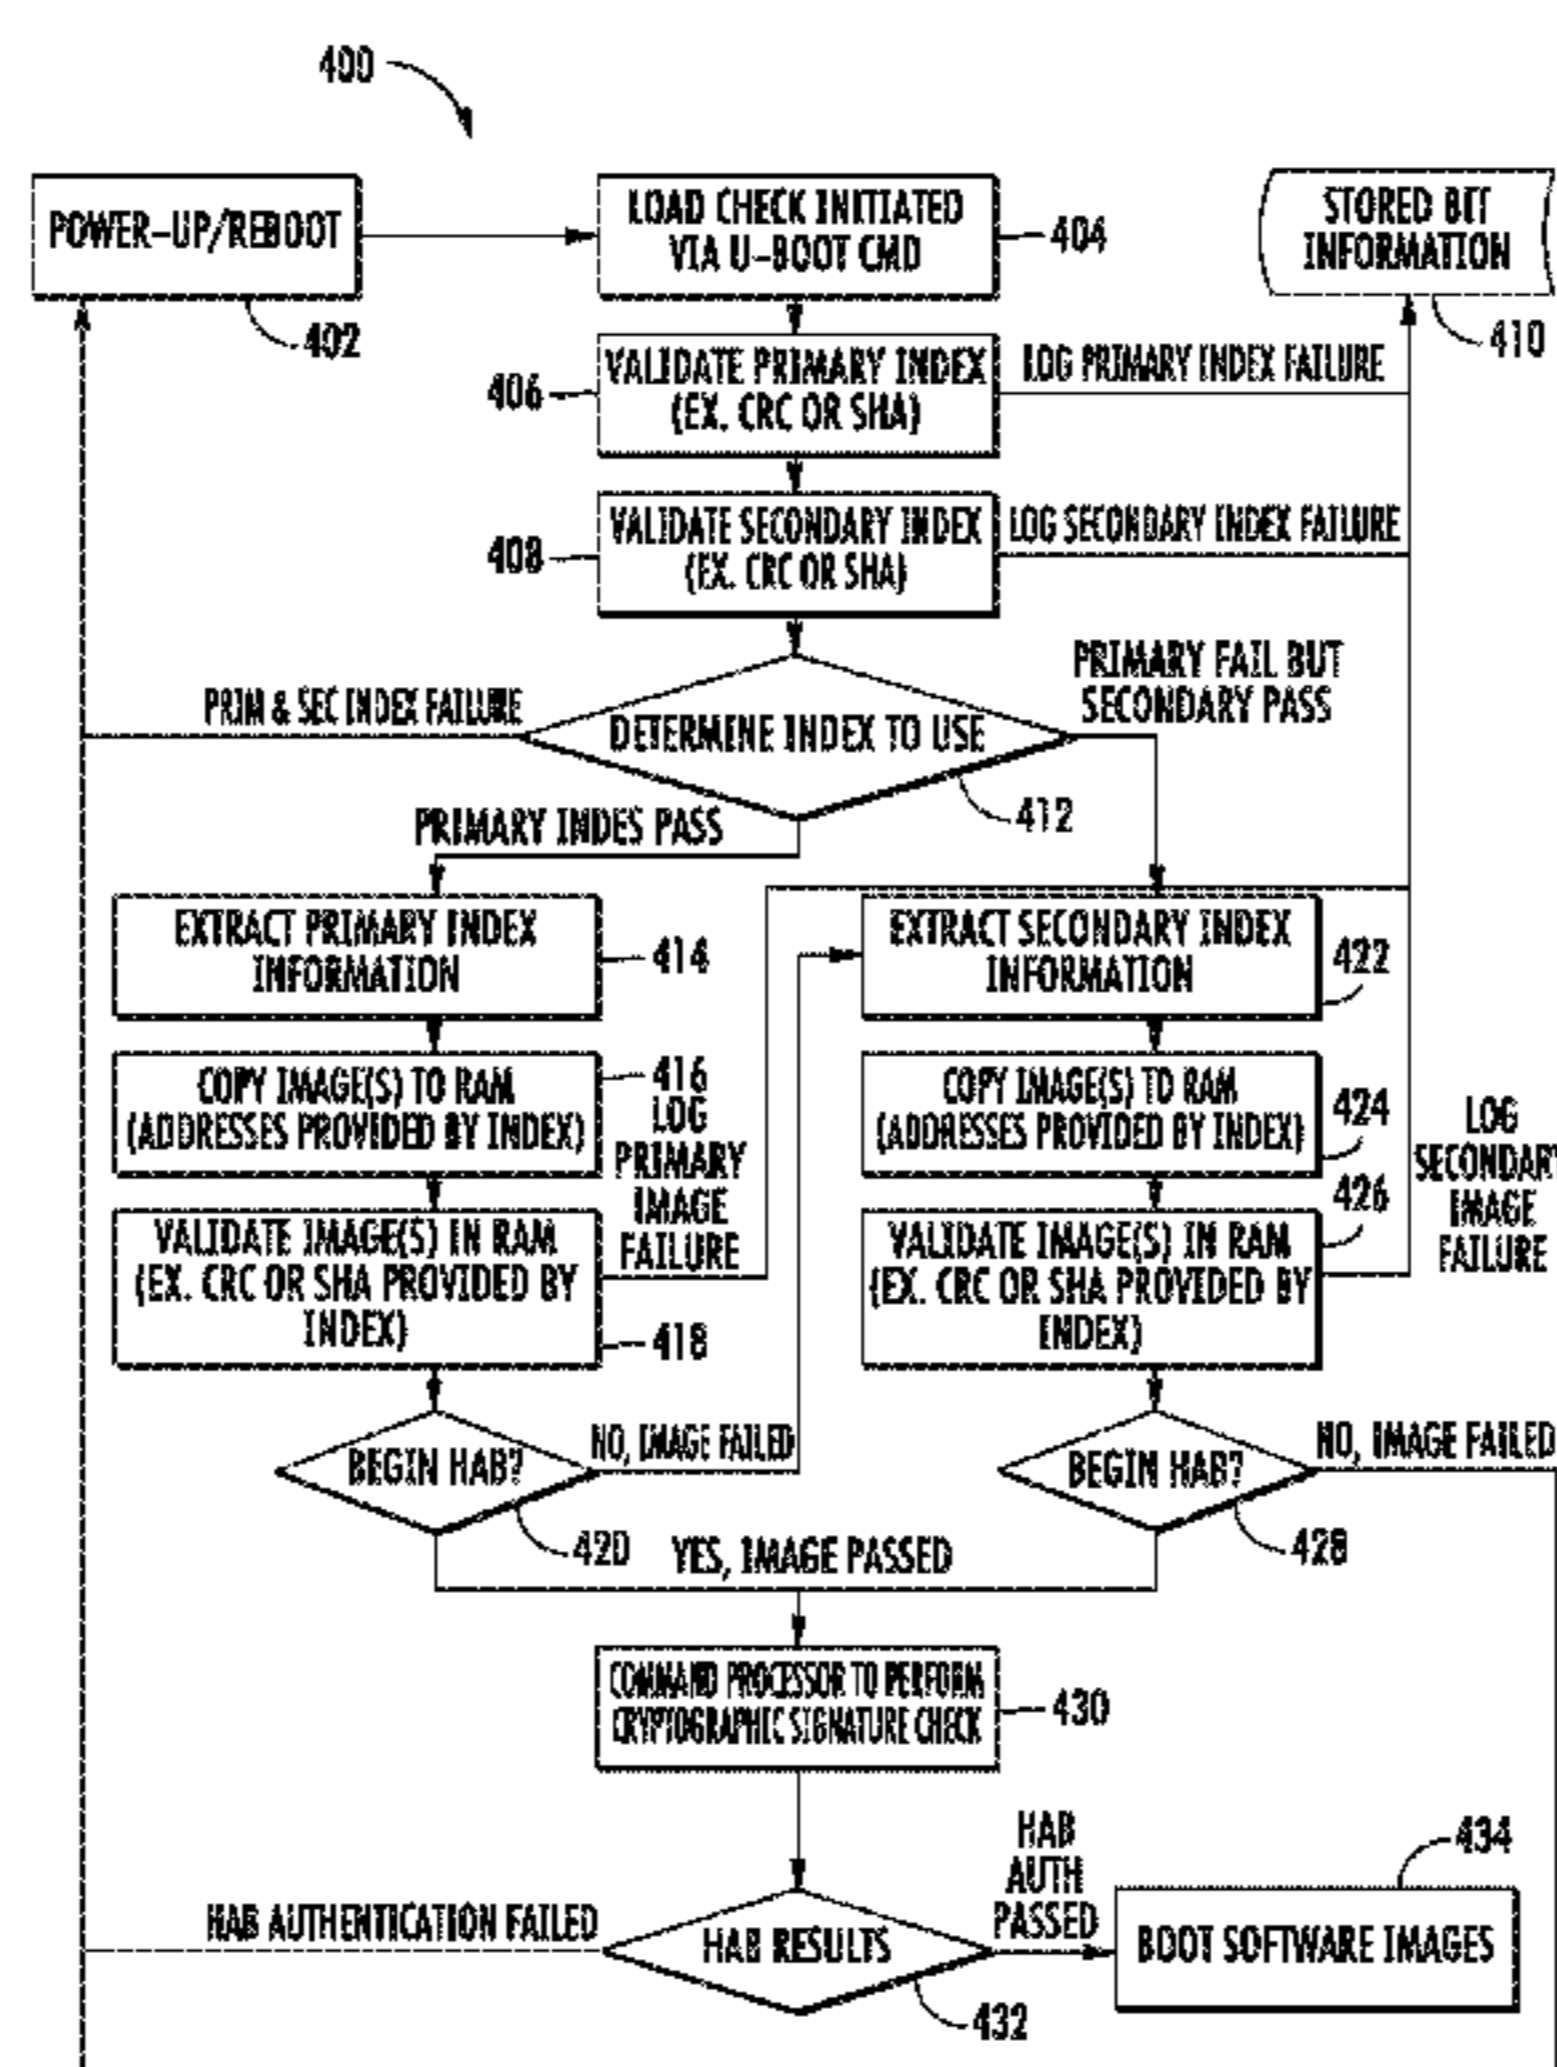 400
POWER-UP/REBOOT
402
LOAD CHECK INITIATED
VIA U-BOOT CMD
404
STORED BIT
INFORMATION
410
VALIDATE PRIMARY INDEX
(EX. CRC OR SHA)
406
LOG PRIMARY INDEX FAILURE
VALIDATE SECONDARY INDEX
(EX. CRC OR SHA)
408
LOG SECONDARY INDEX FAILURE
PRIM & SEC INDEX FAILURE
DETERMINE INDEX TO USE
412
PRIMARY FAIL BUT
SECONDARY PASS
PRIMARY INDES PASS
EXTRACT PRIMARY INDEX
INFORMATION
414
EXTRACT SECONDARY INDEX
INFORMATION
422
COPY IMAGE(S) TO RAM
(ADDRESSES PROVIDED BY INDEX)
416
LOG
PRIMARY
IMAGE
FAILURE
COPY IMAGE(S) TO RAM
(ADDRESSES PROVIDED BY INDEX)
424
LOG
SECONDARY
IMAGE
FAILURE
VALIDATE IMAGE(S) IN RAM
(EX. CRC OR SHA PROVIDED BY
INDEX)
418
VALIDATE IMAGE(S) IN RAM
(EX. CRC OR SHA PROVIDED BY
INDEX)
426
BEGIN HAB?
420
NO, IMAGE FAILED
BEGIN HAB?
428
NO, IMAGE FAILED
YES, IMAGE PASSED
COMMAND PROCESSOR TO PERFORM
CRYPTOGRAPHIC SIGNATURE CHECK
430
HAB AUTHENTICATION FAILED
HAB RESULTS
432
HAB
AUTH
PASSED
BOOT SOFTWARE IMAGES
434